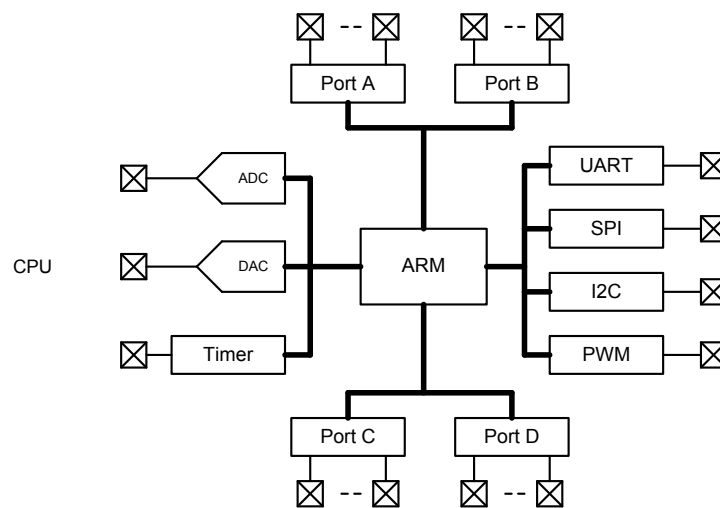 Port A
Port B
ADC
UART
SPI
CPU
DAC
ARM
I2C
Timer
PWM
Port C
Port D